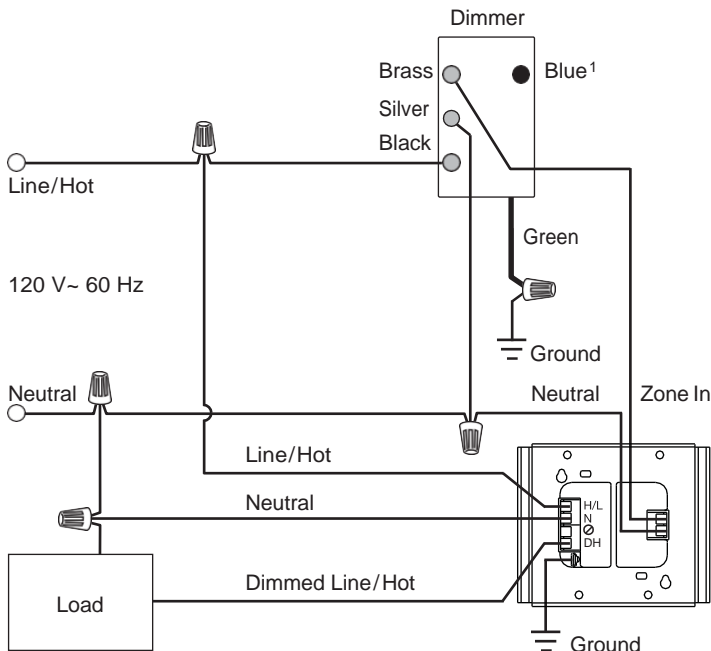 Dimmer
Brass
Blue¹
Silver
Black
Line/Hot
Green
120 V~ 60 Hz
Ground
Neutral
Neutral
Zone In
Line/Hot
H/L
Neutral
N
DH
Dimmed Line/Hot
Load
Ground